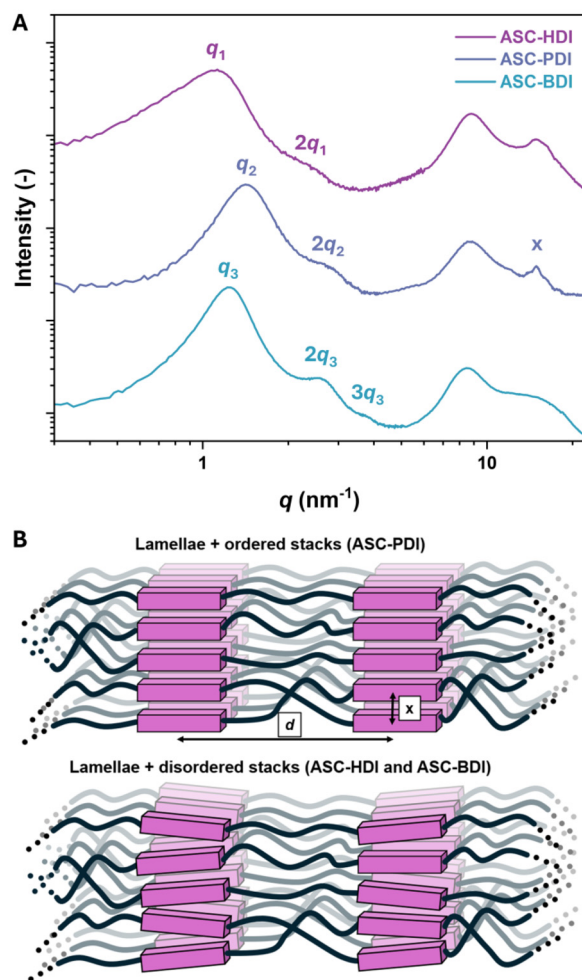 A
ASC-HDI
ASC-PDI
ASC-BDI
q₁
2q₁
q₂
2q₂
x
q₃
2q₃
3q₃
Intensity (-)
1
10
q (nm⁻¹)
B
Lamellae + ordered stacks (ASC-PDI)
x
d
Lamellae + disordered stacks (ASC-HDI and ASC-BDI)